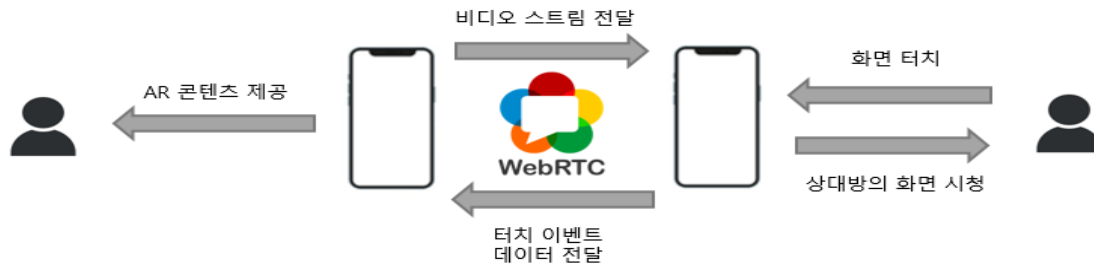 비디오 스트림 전달
화면 터치
AR 콘텐츠 제공
WebRTC
상대방의 화면 시청
터치 이벤트
데이터 전달